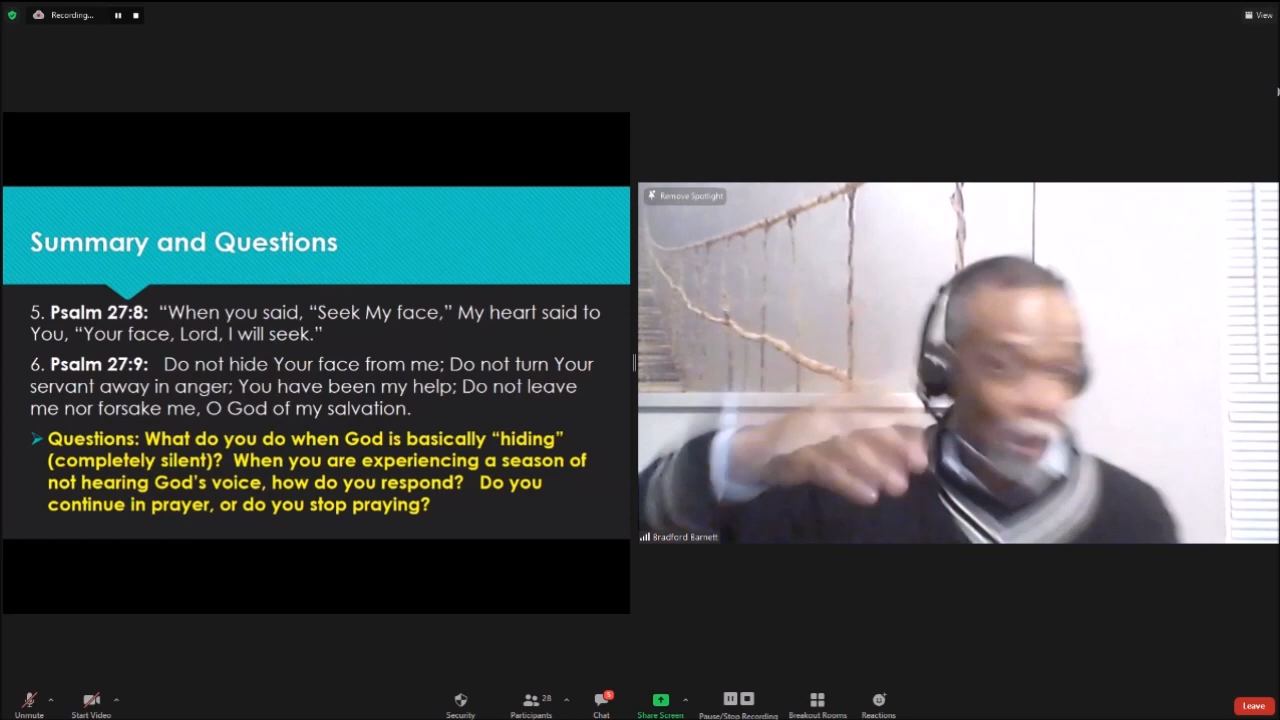 Recording...
View
Summary and Questions
5. Psalm 27:8: “When you said, “Seek My face,” My heart said to
You, “Your face, Lord, I will seek.”
6. Psalm 27:9: Do not hide Your face from me; Do not turn Your
servant away in anger; You have been my help; Do not leave
me nor forsake me, O God of my salvation.
Questions: What do you do when God is basically “hiding”
(completely silent)? When you are experiencing a season of
not hearing God's voice, how do you respond? Do you
continue in prayer, or do you stop praying?
Remove Spotlight
Bradford Barnett
28
5
Unmute
Start Video
Security
Participants
Chat
Share Screen
Pause/Stop Recording
Breakout Rooms
Reactions
Leave